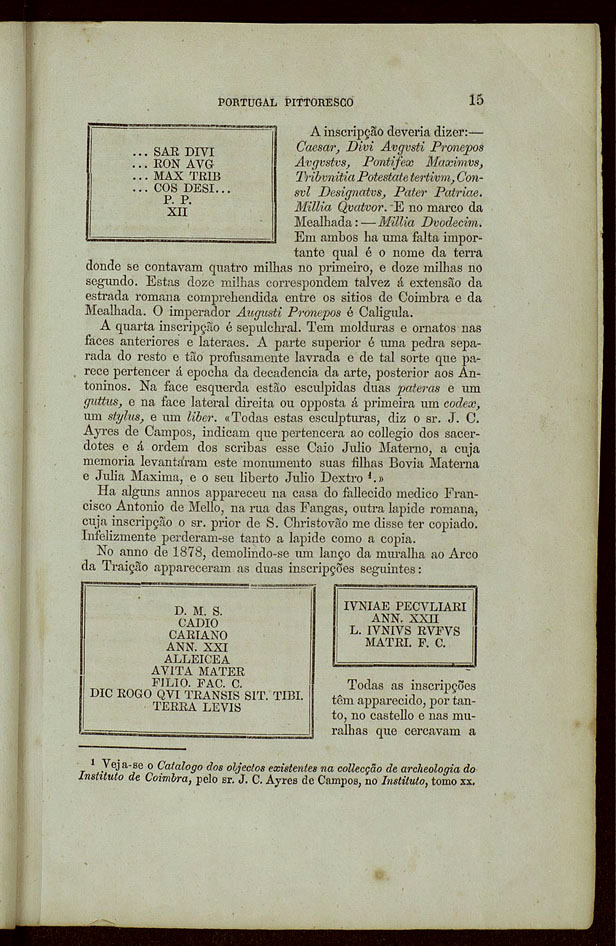 PORTUGAL PITTORESCO 15
... SAR DIVI
... RON AVG
... MAX TRIB
... COS DESI...
P. P.
XII
A inscripção deveria dizer:—
Caesar, Divi Avgvsti Pronepos
Avgvstvs, Pontifex Maximvs,
Tribvnitia Potestate tertivm, Con-
svl Designatvs, Pater Patriae.
Millia Qvatvor. E no marco da
Mealhada: — Millia Dvodecim.
Em ambos ha uma falta impor-
tante qual é o nome da terra
donde se contavam quatro milhas no primeiro, e doze milhas no
segundo. Estas doze milhas correspondem talvez á extensão da
estrada romana comprehendida entre os sitios de Coimbra e da
Mealhada. O imperador Augusti Pronepos é Caligula.
A quarta inscripção é sepulchral. Tem molduras e ornatos nas
faces anteriores e lateraes. A parte superior é uma pedra sepa-
rada do resto e tão profusamente lavrada e de tal sorte que pa-
rece pertencer á epocha da decadencia da arte, posterior aos An-
toninos. Na face esquerda estão esculpidas duas pateras e um
guttus, e na face lateral direita ou opposta á primeira um codex,
um stylus, e um liber. «Todas estas esculpturas, diz o sr. J. C.
Ayres de Campos, indicam que pertencera ao collegio dos sacer-
dotes e á ordem dos scribas esse Caio Julio Materno, a cuja
memoria levantáram este monumento suas filhas Bovia Materna
e Julia Maxima, e o seu liberto Julio Dextro 1.»
Ha alguns annos appareceu na casa do fallecido medico Fran-
cisco Antonio de Mello, na rua das Fangas, outra lapide romana,
cuja inscripção o sr. prior de S. Christovão me disse ter copiado.
Infelizmente perderam-se tanto a lapide como a copia.
No anno de 1878, demolindo-se um lanço da muralha ao Arco
da Traição appareceram as duas inscripções seguintes:
D. M. S.
CADIO
CARIANO
ANN. XXI
ALLEICEA
AVITA MATER
FILIO. FAC. C.
DIC ROGO QVI TRANSIS SIT. TIBI.
TERRA LEVIS
IVNIAE PECVLIARI
ANN. XXII
L. IVNIVS RVFVS
MATRI. F. C.
Todas as inscripções
têm apparecido, por tan-
to, no castello e nas mu-
ralhas que cercavam a
1 Veja-se o Catalogo dos objectos existentes na collecção de archeologia do
Instituto de Coimbra, pelo sr. J. C. Ayres de Campos, no Instituto, tomo xx.